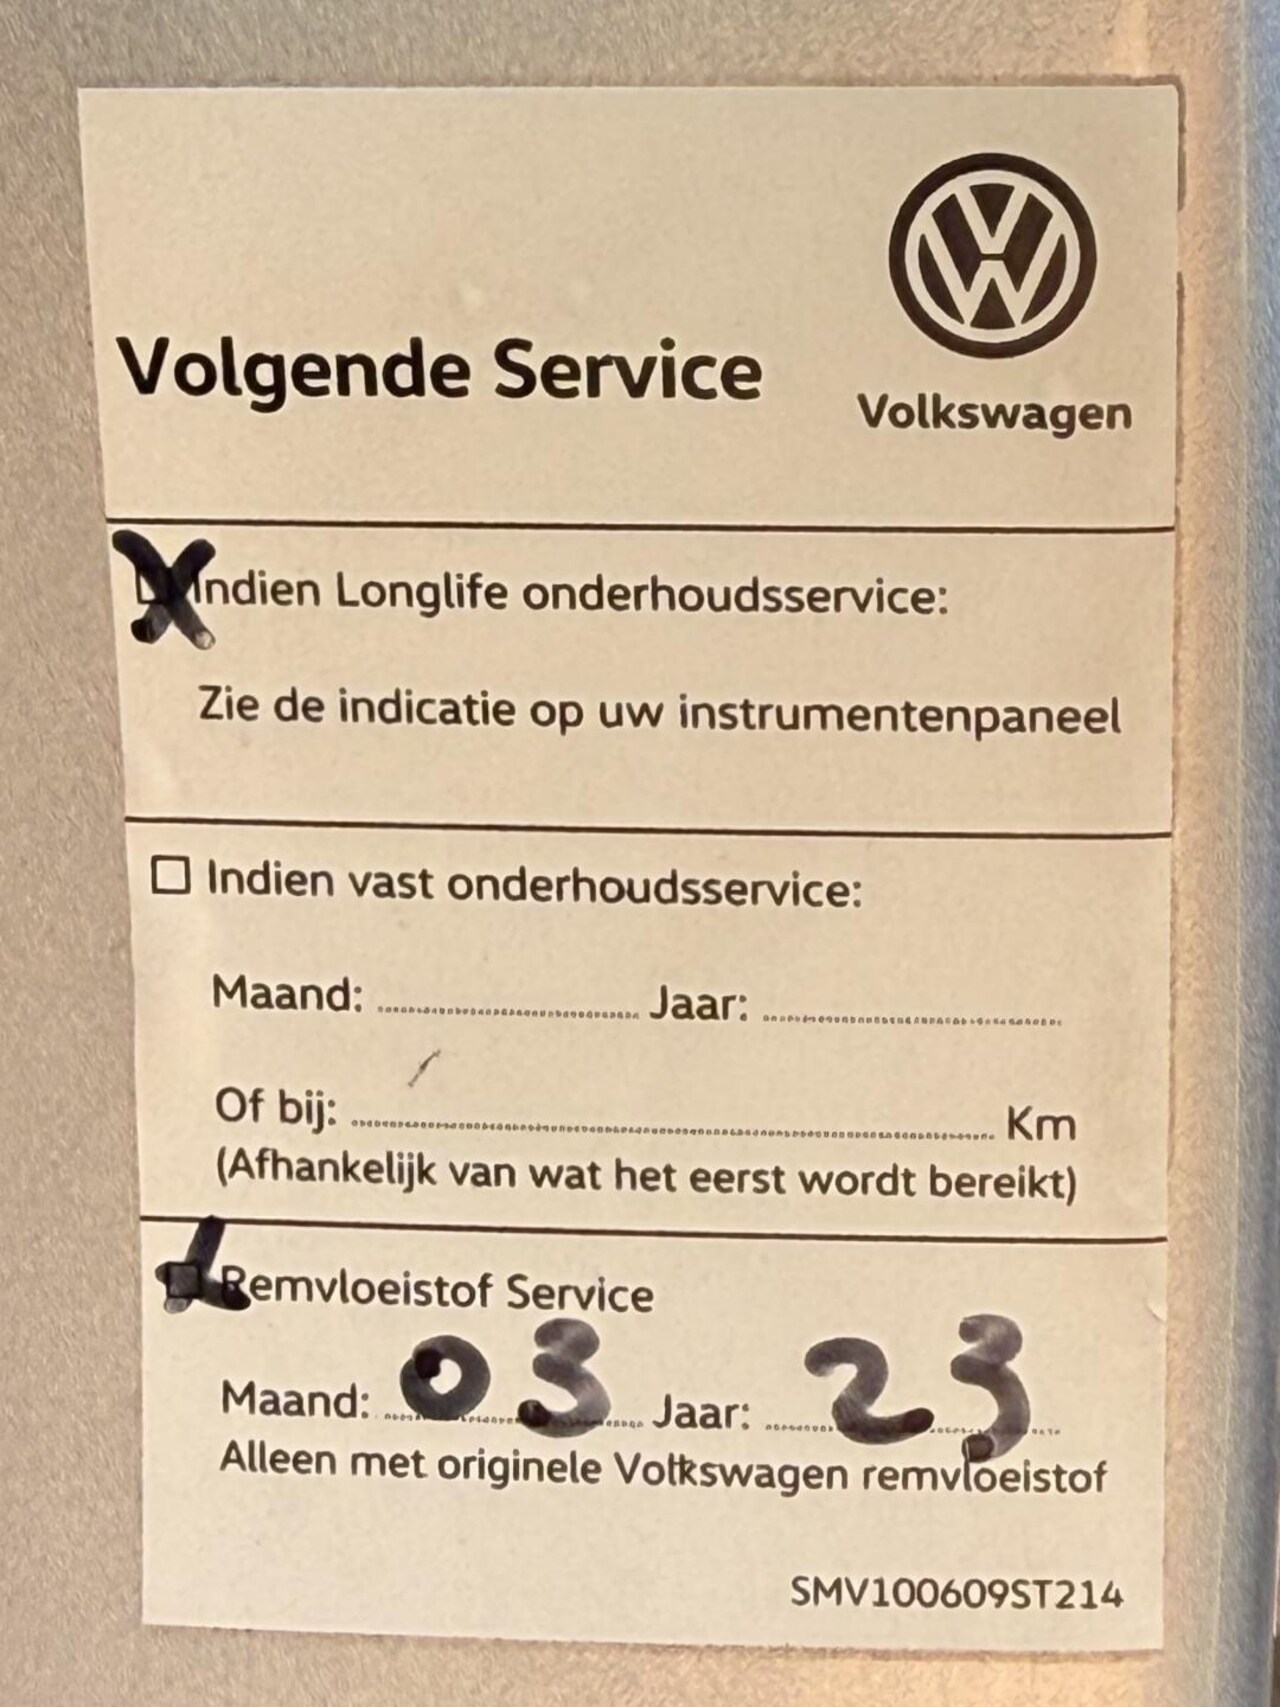 Volgende Service
Volkswagen
X Indien Longlife onderhoudsservice:
Zie de indicatie op uw instrumentenpaneel
☐ Indien vast onderhoudsservice:
Maand: .......... Jaar: ..........
Of bij: .......... Km
(Afhankelijk van wat het eerst wordt bereikt)
Remvloeistof Service
Maand: 03 Jaar: 23
Alleen met originele Volkswagen remvloeistof
SMV100609ST214